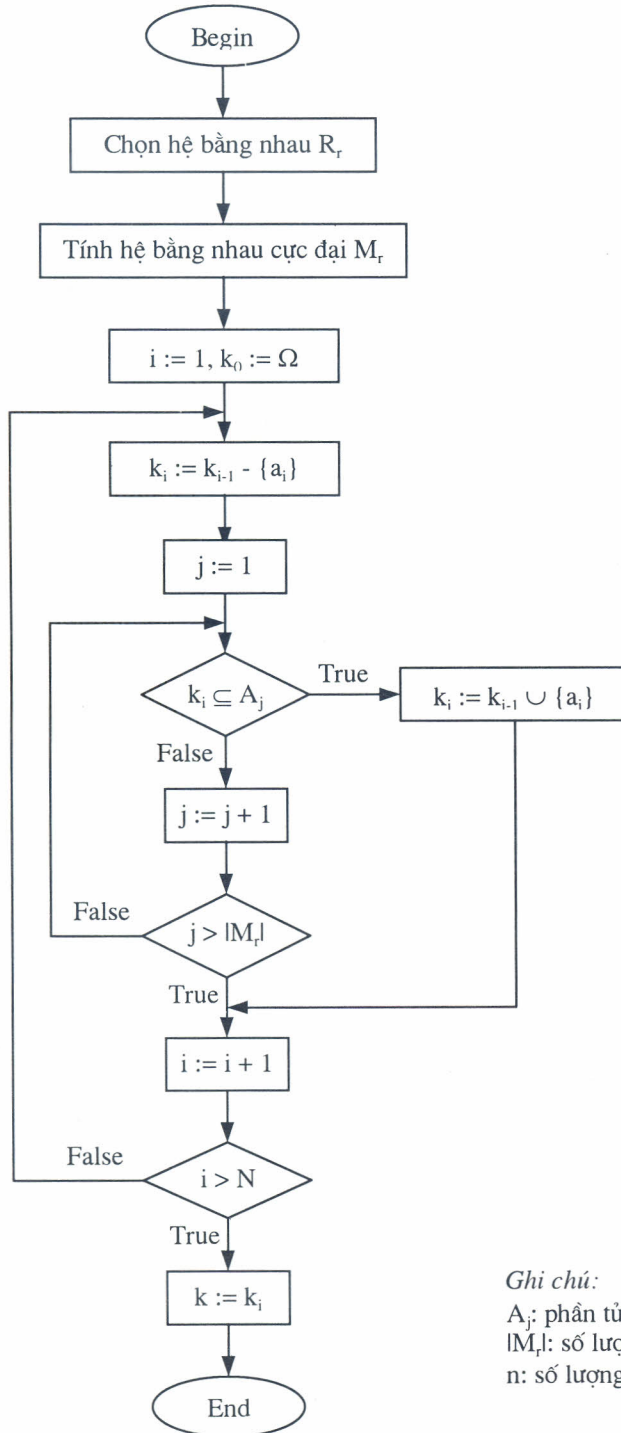 Begin
Chọn hệ bằng nhau Rᵣ
Tính hệ bằng nhau cực đại Mᵣ
i := 1, k₀ := Ω
kᵢ := kᵢ₋₁ - {aᵢ}
j := 1
kᵢ ⊆ Aⱼ
True
kᵢ := kᵢ₋₁ ∪ {aᵢ}
False
j := j + 1
False
j > |Mᵣ|
True
i := i + 1
False
i > N
True
k := kᵢ
End
Ghi chú:
Aⱼ: phần tử
|Mᵣ|: số
n: số lượng